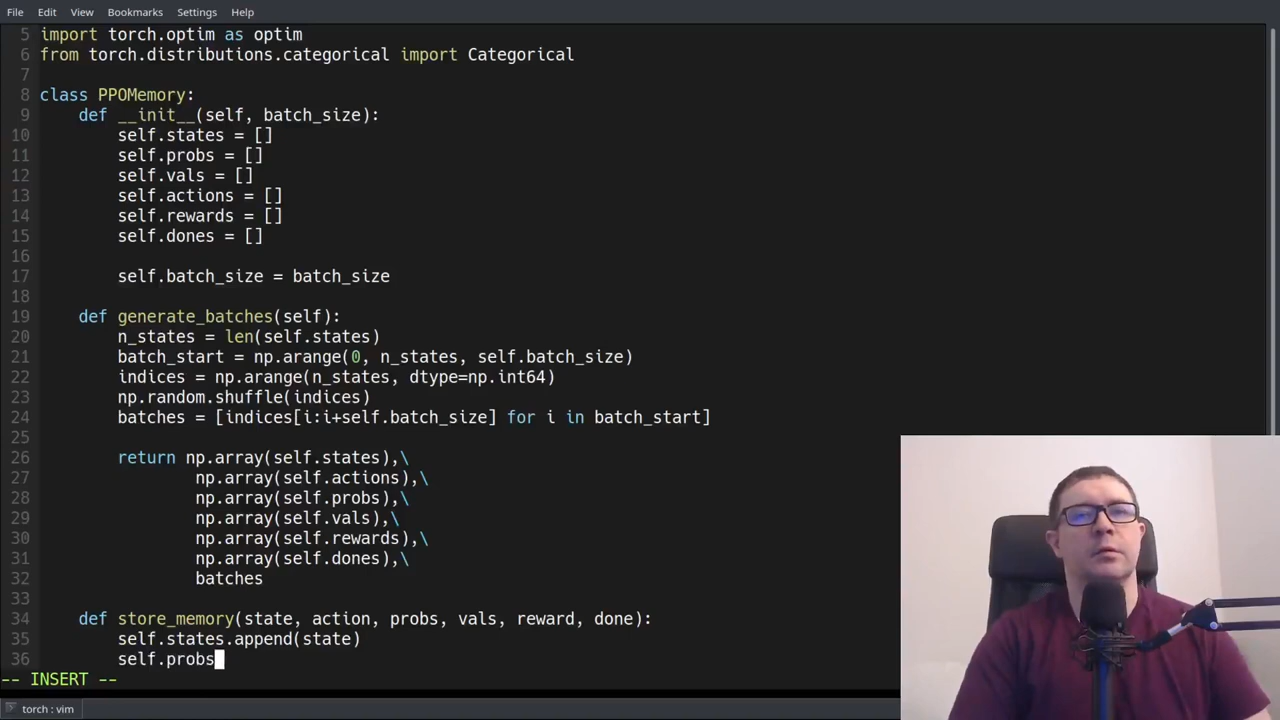 File Edit View Bookmarks Settings Help
5 import torch.optim as optim
6 from torch.distributions.categorical import Categorical
7
8 class PPOMemory:
9     def __init__(self, batch_size):
10         self.states = []
11         self.probs = []
12         self.vals = []
13         self.actions = []
14         self.rewards = []
15         self.dones = []
16
17         self.batch_size = batch_size
18
19     def generate_batches(self):
20         n_states = len(self.states)
21         batch_start = np.arange(0, n_states, self.batch_size)
22         indices = np.arange(n_states, dtype=np.int64)
23         np.random.shuffle(indices)
24         batches = [indices[i:i+self.batch_size] for i in batch_start]
25
26         return np.array(self.states),\
27                 np.array(self.actions),\
28                 np.array(self.probs),\
29                 np.array(self.vals),\
30                 np.array(self.rewards),\
31                 np.array(self.dones),\
32                 batches
33
34     def store_memory(state, action, probs, vals, reward, done):
35         self.states.append(state)
36         self.probs
-- INSERT --
torch : vim